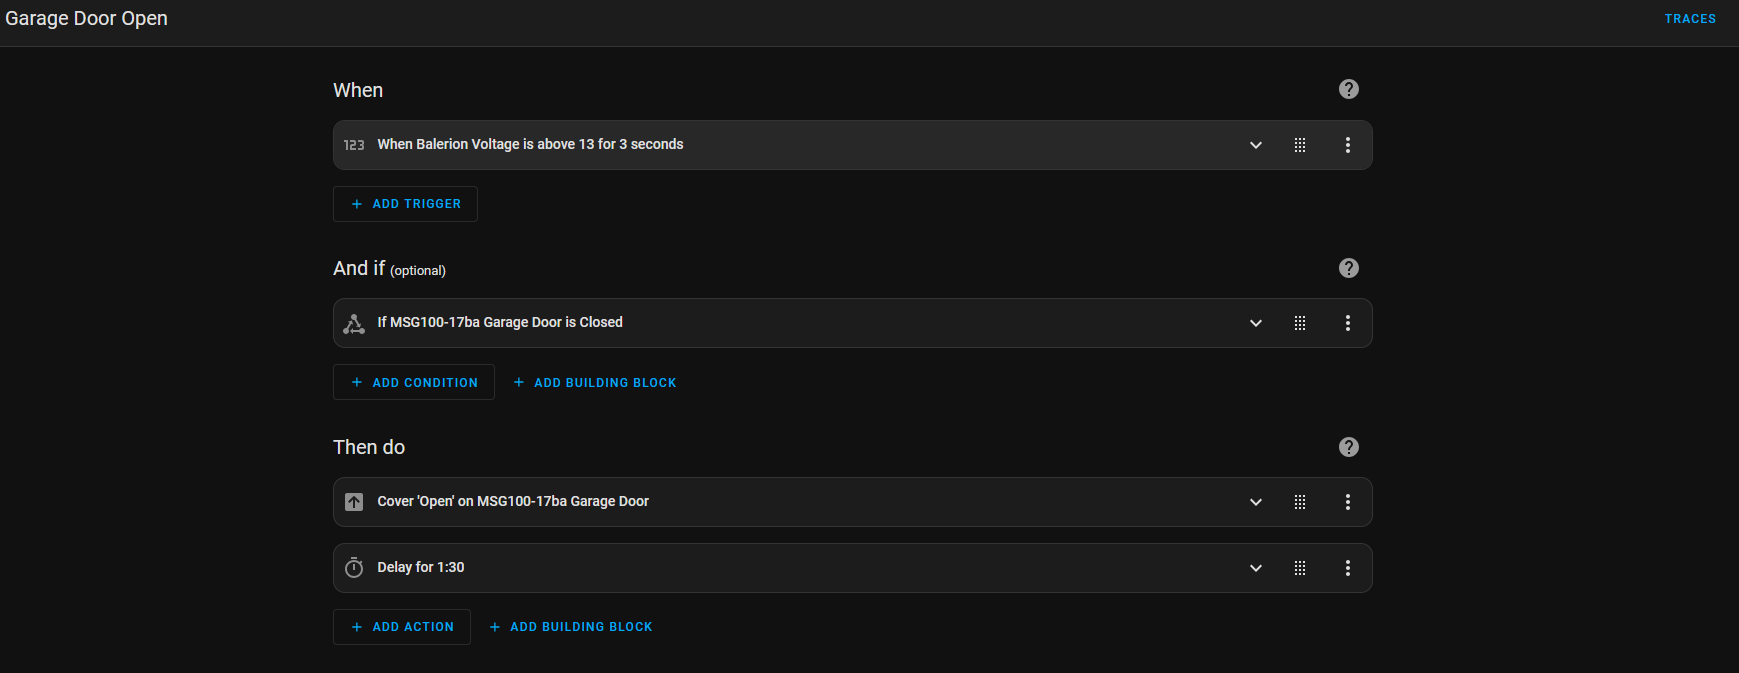 Garage Door Open
TRACES
When
123 When Balerion Voltage is above 13 for 3 seconds
+ ADD TRIGGER
And if (optional)
If MSG100-17ba Garage Door is Closed
+ ADD CONDITION + ADD BUILDING BLOCK
Then do
Cover 'Open' on MSG100-17ba Garage Door
Delay for 1:30
+ ADD ACTION + ADD BUILDING BLOCK